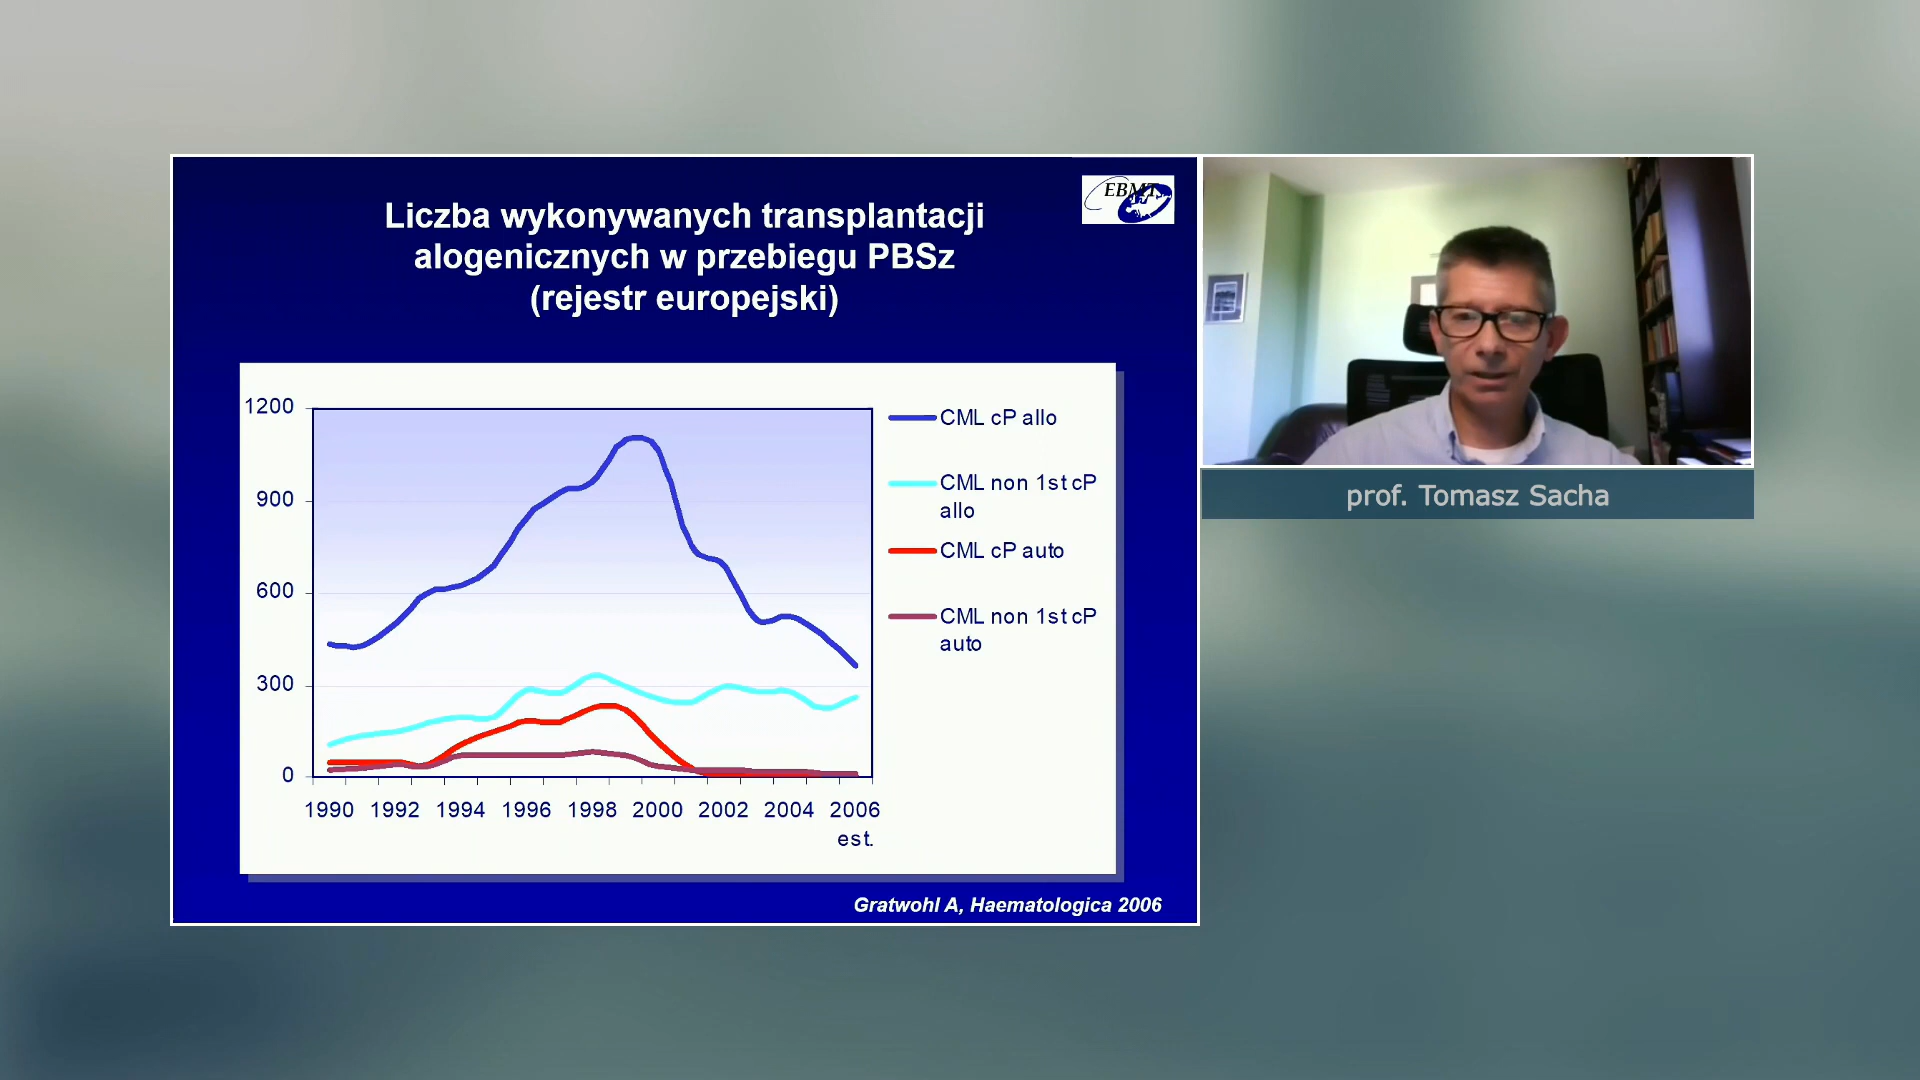 Liczba wykonywanych transplantacji
alogenicznych w przebiegu PBSz
(rejestr europejski)
EBMT
1200
900
600
300
0
1990 1992 1994 1996 1998 2000 2002 2004 2006
est.
CML cP allo
CML non 1st cP
allo
CML cP auto
CML non 1st cP
auto
Gratwohl A, Haematologica 2006
prof. Tomasz Sacha